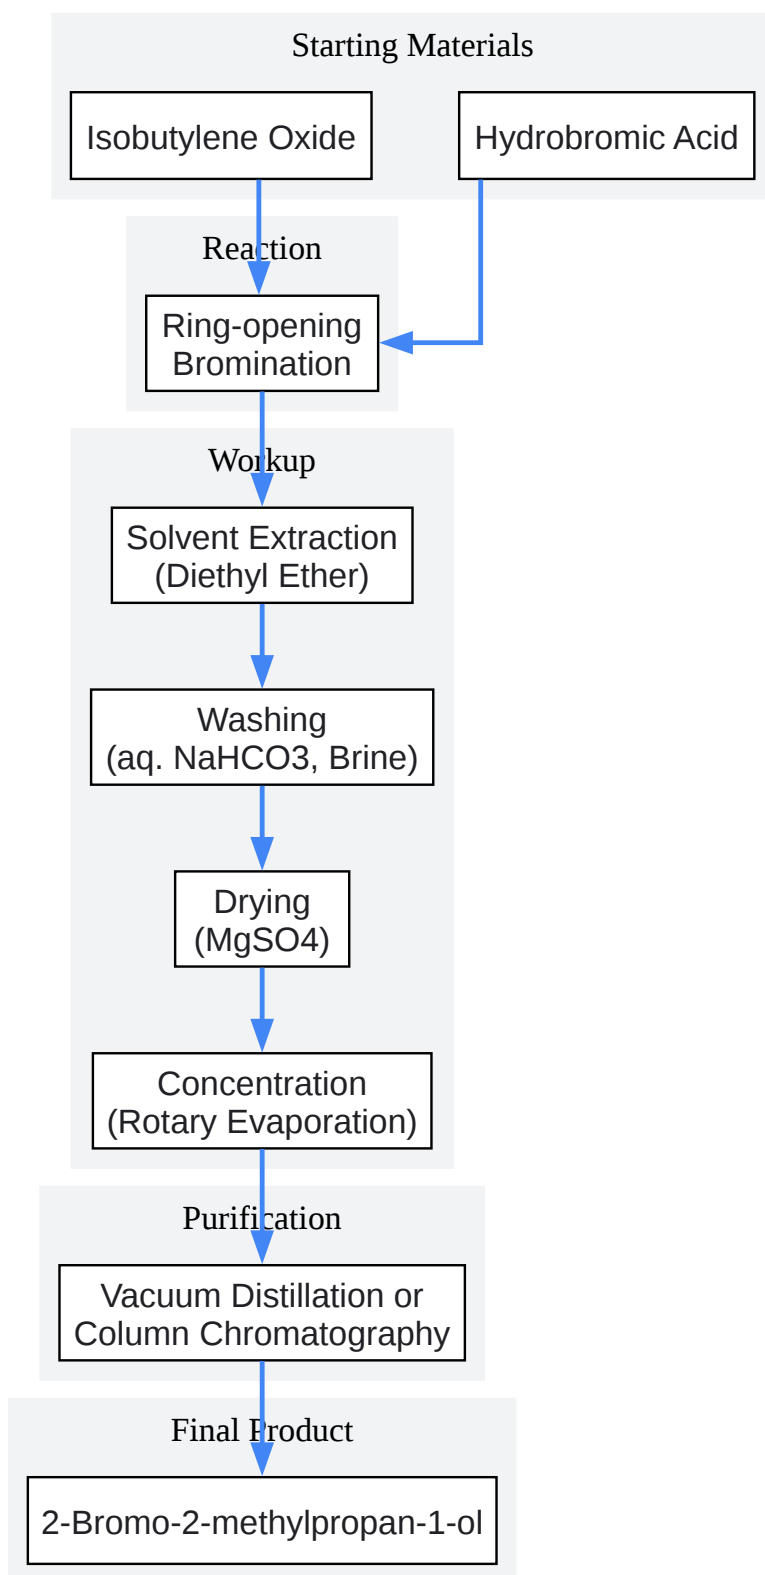 Starting Materials
Isobutylene Oxide
Hydrobromic Acid
Reaction
Ring-opening
Bromination
Workup
Solvent Extraction
(Diethyl Ether)
Washing
(aq. NaHCO3, Brine)
Drying
(MgSO4)
Concentration
(Rotary Evaporation)
Purification
Vacuum Distillation or
Column Chromatography
Final Product
2-Bromo-2-methylpropan-1-ol